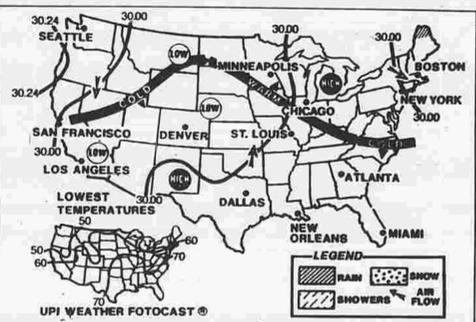 30.24
30.00
SEATTLE
LOW
30.00
MINNEAPOLIS
BOSTON
30.24
COLD
WARM
HIGH
NEW YORK
LOW
CHICAGO
30.00
SAN FRANCISCO
DENVER
ST. LOUIS
COLD
30.00
LOW
LOS ANGELES
HIGH
ATLANTA
LOWEST
TEMPERATURES
30.00
DALLAS
50
NEW
ORLEANS
MIAMI
50
60
60
70
70
LEGEND
RAIN
SNOW
SHOWERS
AIR
FLOW
UPI WEATHER FOTOCAST ®